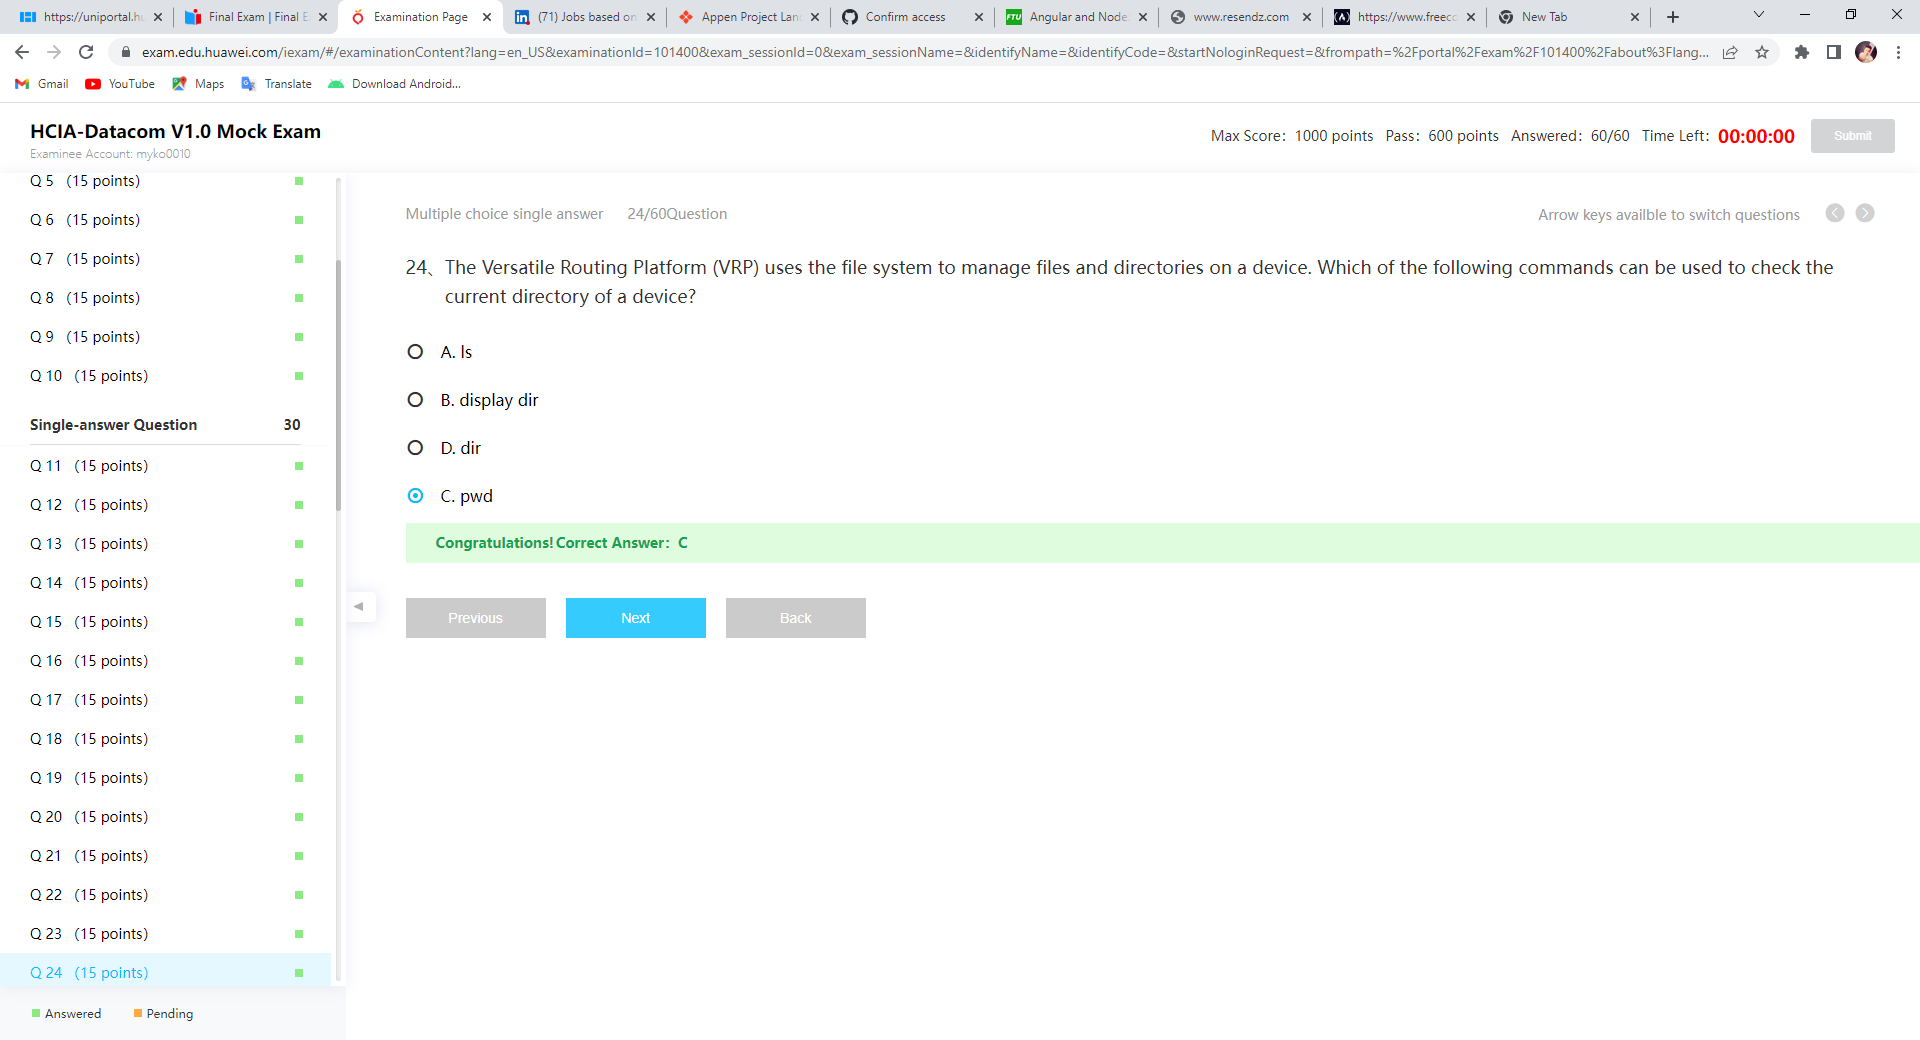 https://uniportal.hu
Final Exam | Final E
Examination Page
(71) Jobs based on
Appen Project Lan
Confirm access
Angular and Node.
www.resendz.com
https://www.freecc
New Tab
exam.edu.huawei.com/iexam/#/examinationContent?lang=en_US&examinationId=101400&exam_sessionId=0&exam_sessionName=&identifyName=&identifyCode=&startNologinRequest=&frompath=%2Fportal%2Fexam%2F101400%2Fabout%3Flang...
Gmail
YouTube
Maps
Translate
Download Android...
HCIA-Datacom V1.0 Mock Exam
Examinee Account: myko0010
Max Score: 1000 points Pass: 600 points Answered: 60/60 Time Left: 00:00:00
Submit
Q 5 (15 points)
Q 6 (15 points)
Q 7 (15 points)
Q 8 (15 points)
Q 9 (15 points)
Q 10 (15 points)
Single-answer Question 30
Q 11 (15 points)
Q 12 (15 points)
Q 13 (15 points)
Q 14 (15 points)
Q 15 (15 points)
Q 16 (15 points)
Q 17 (15 points)
Q 18 (15 points)
Q 19 (15 points)
Q 20 (15 points)
Q 21 (15 points)
Q 22 (15 points)
Q 23 (15 points)
Q 24 (15 points)
Answered
Pending
Multiple choice single answer 24/60Question
Arrow keys availble to switch questions
24、The Versatile Routing Platform (VRP) uses the file system to manage files and directories on a device. Which of the following commands can be used to check the
current directory of a device?
A. ls
B. display dir
D. dir
C. pwd
Congratulations! Correct Answer: C
Previous
Next
Back